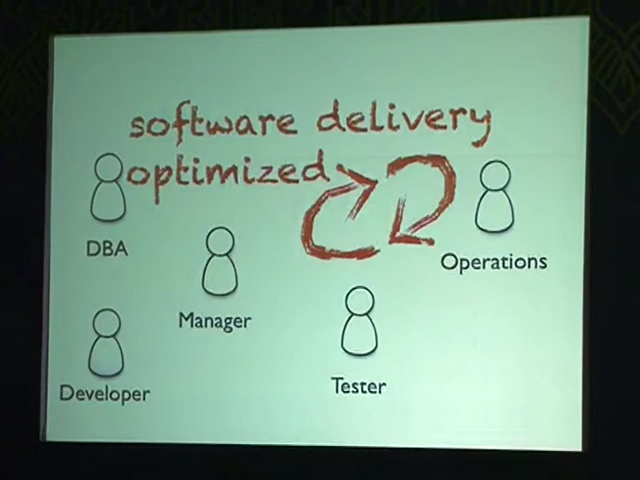 software delivery
optimized
DBA
Operations
Manager
Developer
Tester